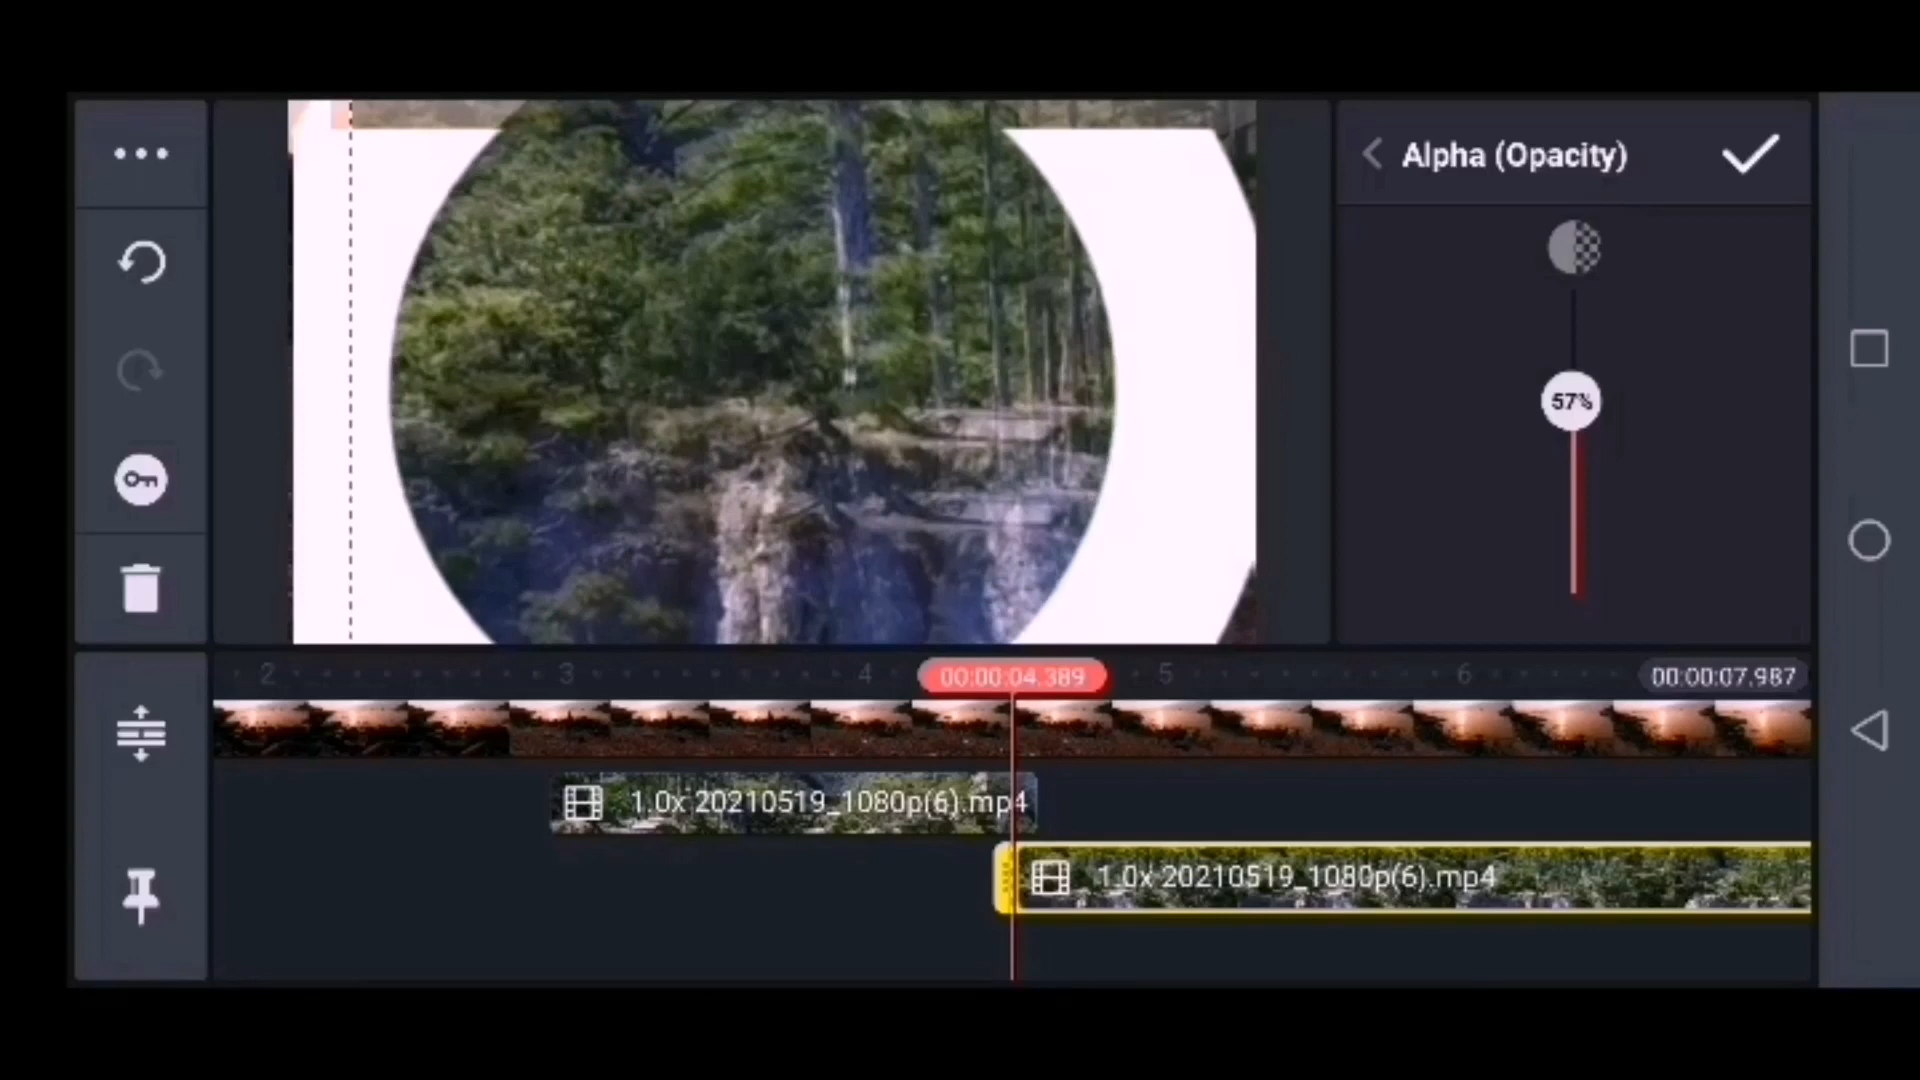 Alpha (Opacity)
57%
2 3 4 00:00:04.389 5 6 00:00:07.987
1.0x 20210519_1080p(6).mp4
1.0x 20210519_1080p(6).mp4